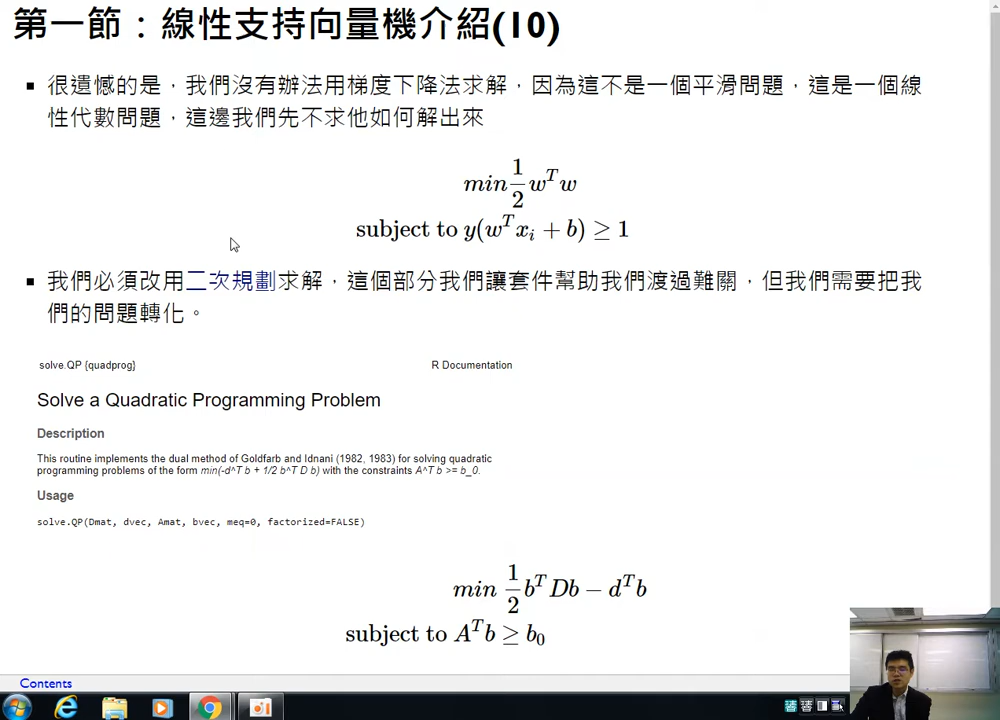 第一節：線性支持向量機介紹(10)
▪ 很遺憾的是，我們沒有辦法用梯度下降法求解，因為這不是一個平滑問題，這是一個線
性代數問題，這邊我們先不求他如何解出來
min 1/2 w^T w
subject to y(w^T x_i + b) ≥ 1
▪ 我們必須改用二次規劃求解，這個部分我們讓套件幫助我們渡過難關，但我們需要把我
們的問題轉化。
solve.QP {quadprog} R Documentation
Solve a Quadratic Programming Problem
Description
This routine implements the dual method of Goldfarb and Idnani (1982, 1983) for solving quadratic
programming problems of the form min(-d^T b + 1/2 b^T D b) with the constraints A^T b >= b_0.
Usage
solve.QP(Dmat, dvec, Amat, bvec, meq=0, factorized=FALSE)
min 1/2 b^T Db − d^T b
subject to A^T b ≥ b_0
Contents